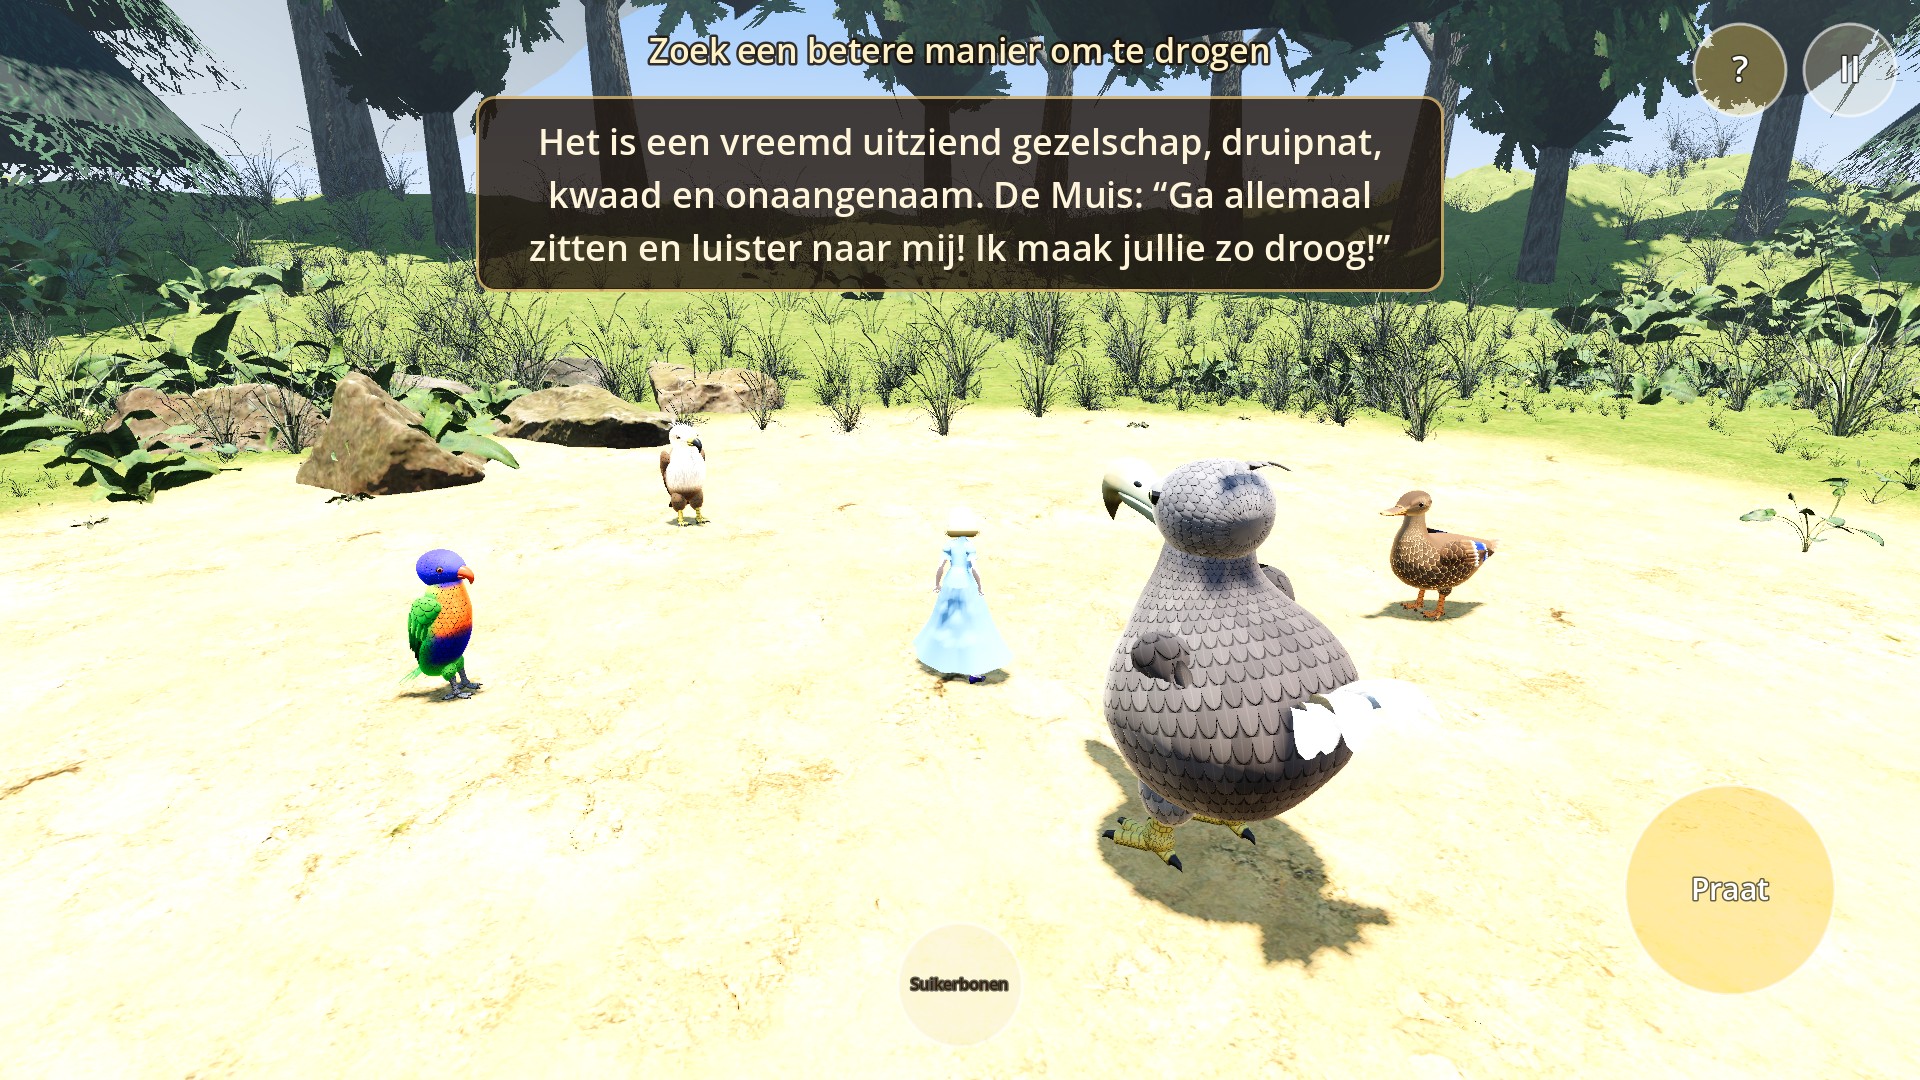 Zoek een betere manier om te drogen
?
Het is een vreemd uitziend gezelschap, druipnat,
kwaad en onaangenaam. De Muis: “Ga allemaal
zitten en luister naar mij! Ik maak jullie zo droog!”
Praat
Suikerbonen